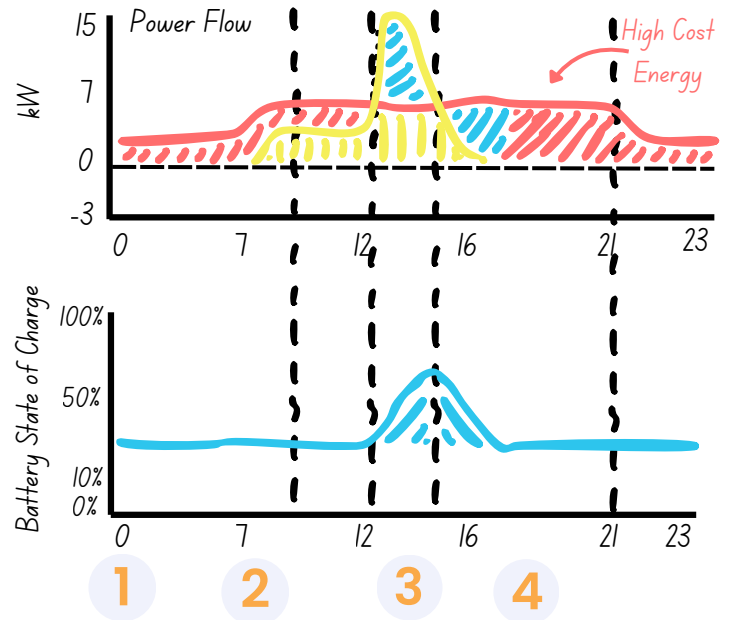 Power Flow
15
7
0
-3
kW
High Cost
Energy
0 7 12 16 21 23
Battery State of Charge
100%
50%
10%
0%
0 7 12 16 21 23
1 2 3 4